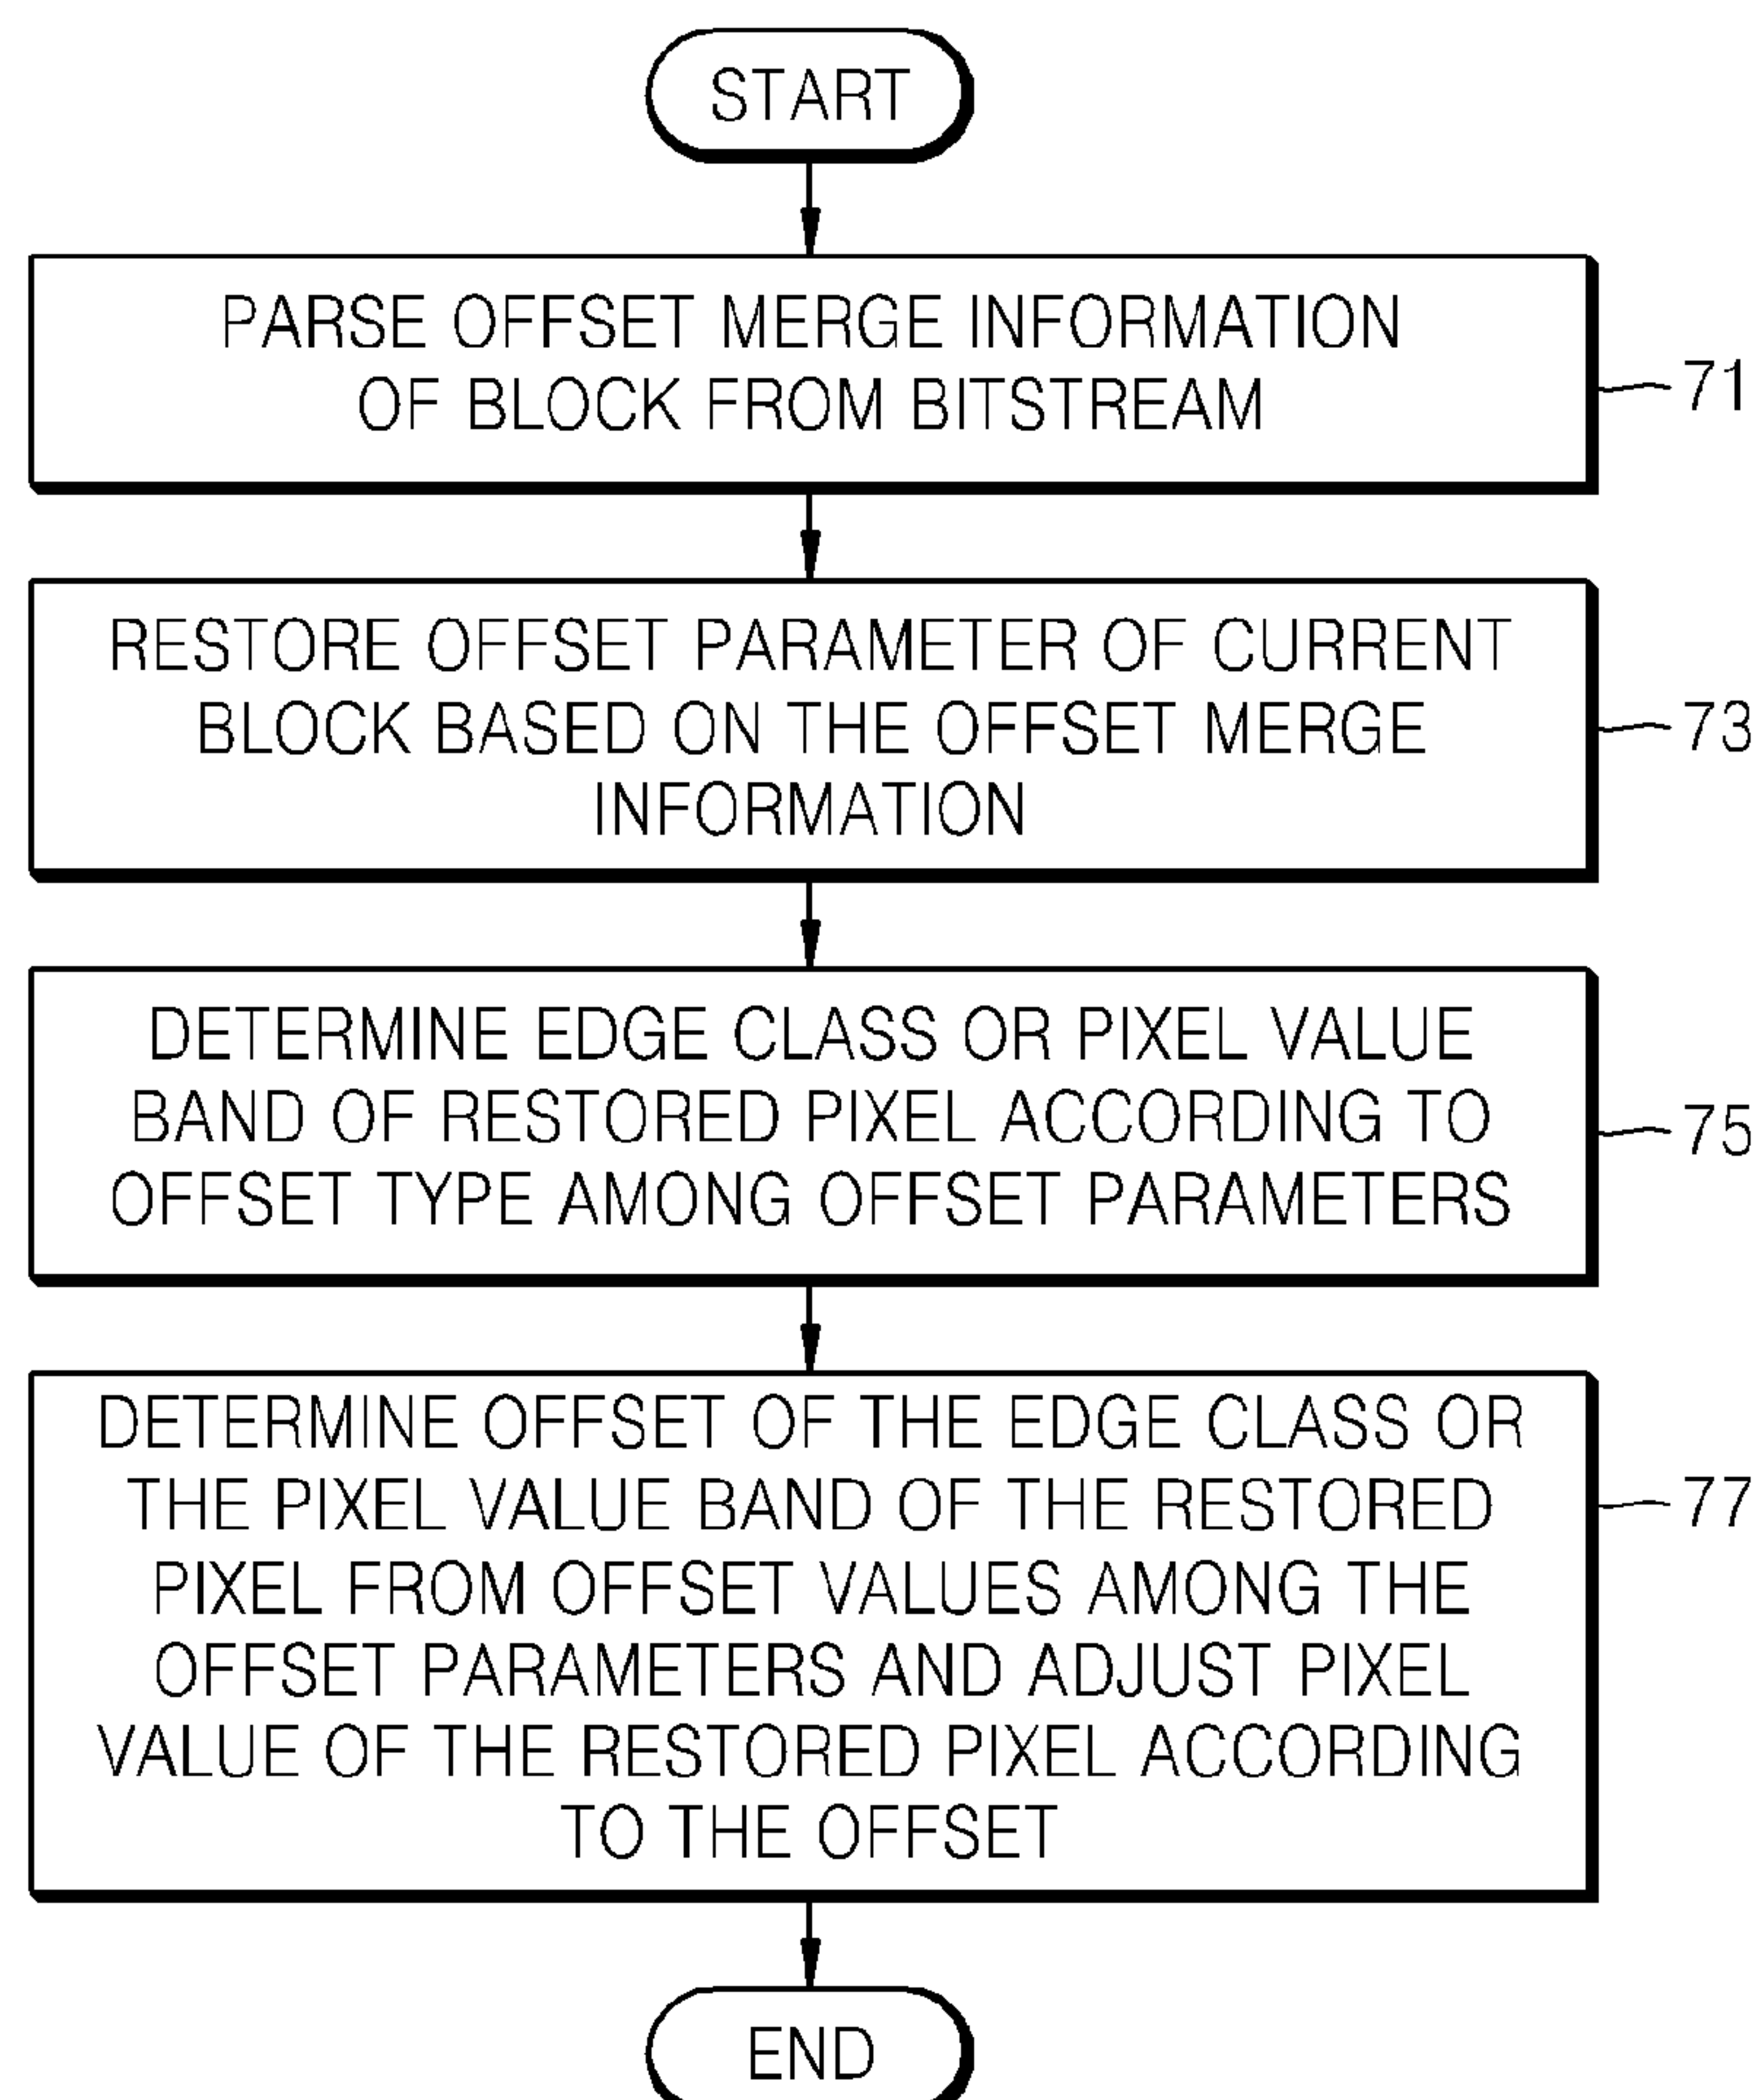 START
PARSE OFFSET MERGE INFORMATION
OF BLOCK FROM BITSTREAM
71
RESTORE OFFSET PARAMETER OF CURRENT
BLOCK BASED ON THE OFFSET MERGE
INFORMATION
73
DETERMINE EDGE CLASS OR PIXEL VALUE
BAND OF RESTORED PIXEL ACCORDING TO
OFFSET TYPE AMONG OFFSET PARAMETERS
75
DETERMINE OFFSET OF THE EDGE CLASS OR
THE PIXEL VALUE BAND OF THE RESTORED
PIXEL FROM OFFSET VALUES AMONG THE
OFFSET PARAMETERS AND ADJUST PIXEL
VALUE OF THE RESTORED PIXEL ACCORDING
TO THE OFFSET
77
END